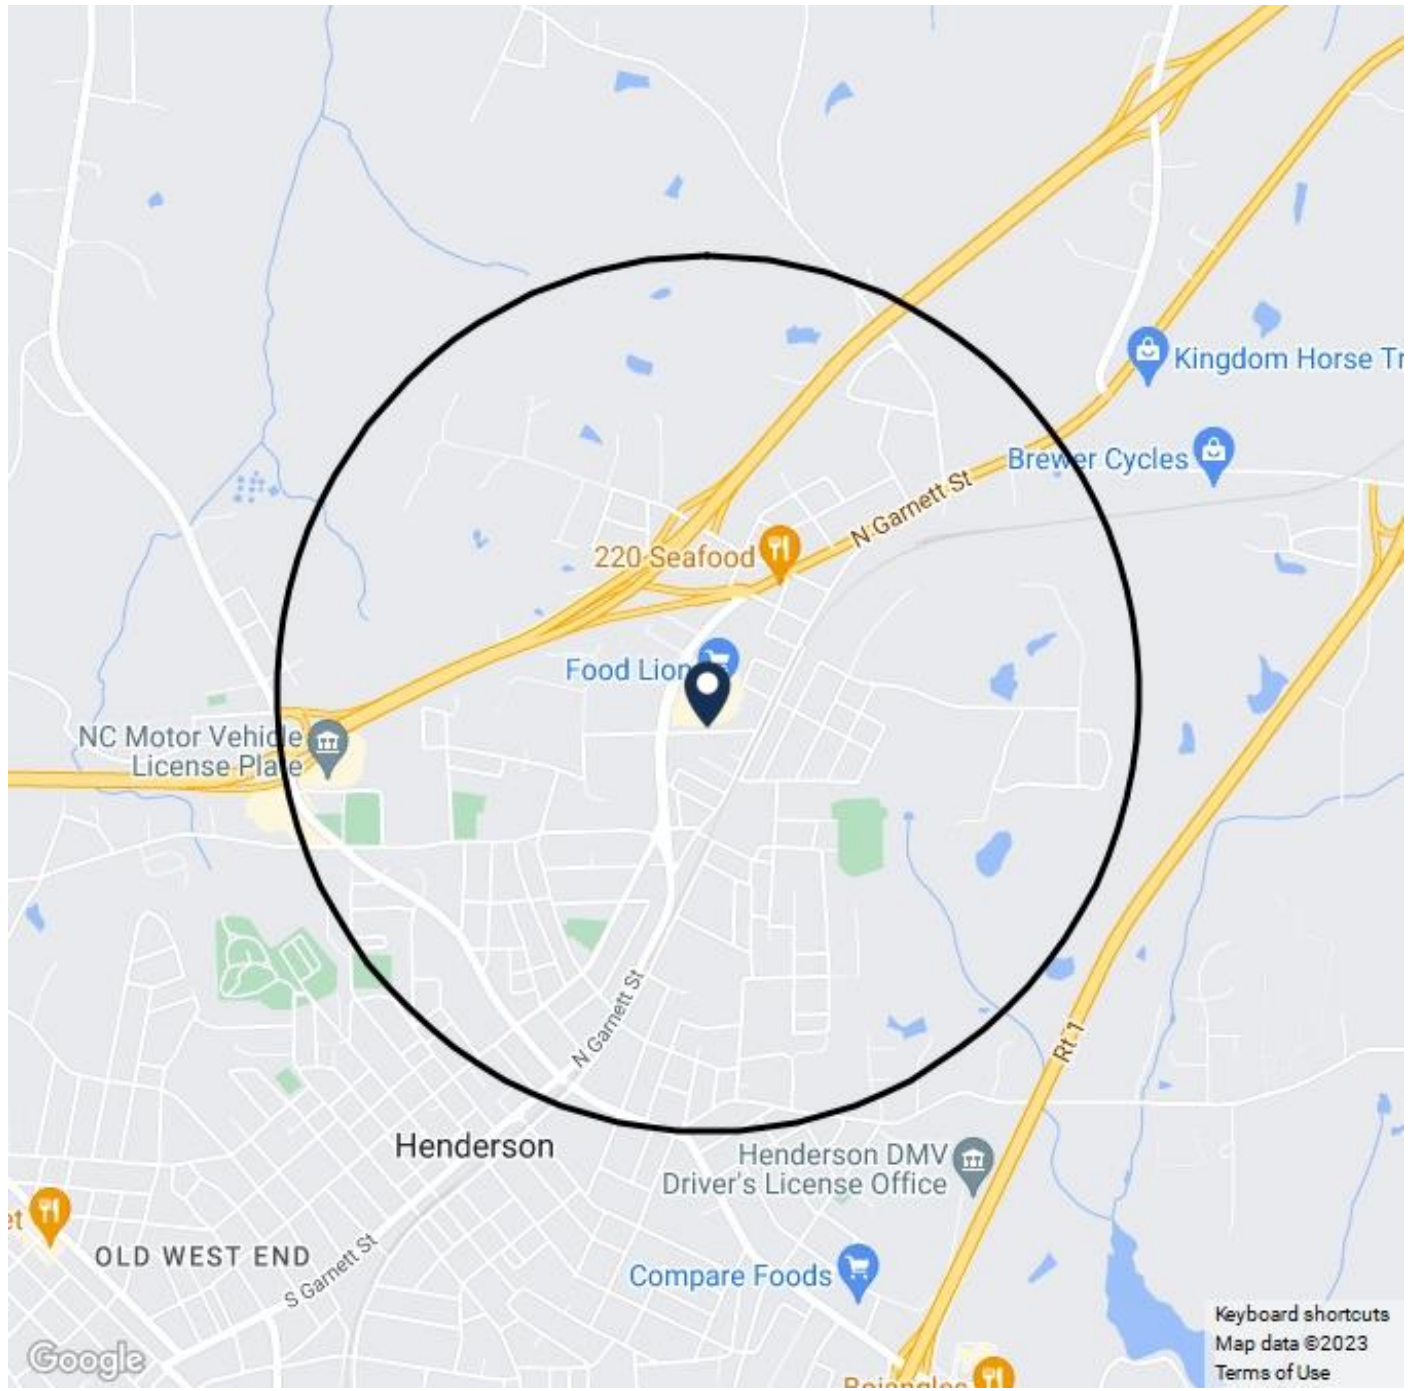 Kingdom Horse Tr
Brewer Cycles
N Garnett St
220 Seafood
Food Lion
NC Motor Vehicle
License Plate
N Garnett St
Rt 1
Henderson
Henderson DMV
Driver's License Office
et
OLD WEST END
S Garnett St
Compare Foods
Keyboard shortcuts
Map data ©2023
Terms of Use
Google
Bojangles